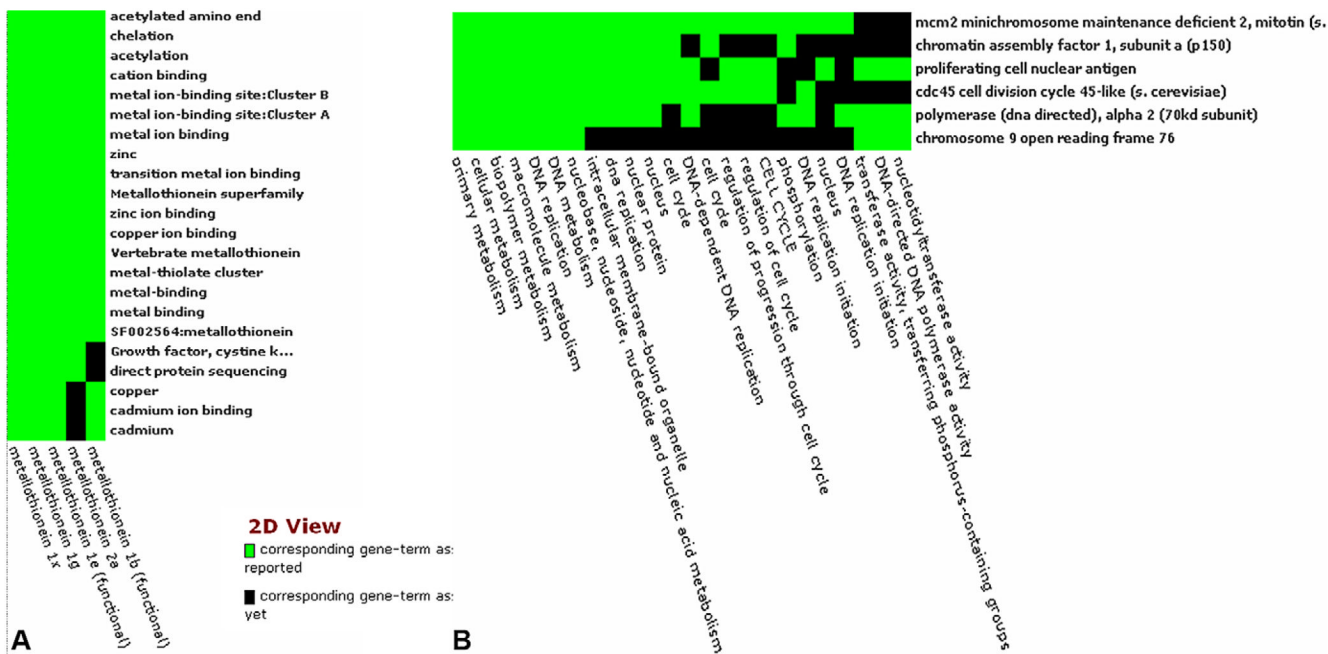 acetylated amino end
chelation
acetylation
cation binding
metal ion-binding site:Cluster B
metal ion-binding site:Cluster A
metal ion binding
zinc
transition metal ion binding
Metallothionein superfamily
zinc ion binding
copper ion binding
Vertebrate metallothionein
metal-thiolate cluster
metal-binding
metal binding
SF002564:metallothionein
Growth factor, cystine k...
direct protein sequencing
copper
cadmium ion binding
cadmium
metallothionein 1x
metallothionein 1g
metallothionein 1e (functional)
metallothionein 2a
metallothionein 1b (functional)
A
2D View
corresponding gene-term as
reported
corresponding gene-term as
yet
mcm2 minichromosome maintenance deficient 2, mitotin (s.
chromatin assembly factor 1, subunit a (p150)
proliferating cell nuclear antigen
cdc45 cell division cycle 45-like (s. cerevisiae)
polymerase (dna directed), alpha 2 (70kd subunit)
chromosome 9 open reading frame 76
primary metabolism
cellular metabolism
biopolymer metabolism
macromolecule metabolism
DNA replication
DNA metabolism
nucleobase, nucleoside, nucleotide and nucleic acid metabolism
intracellular membrane-bound organelle
dna replication
nuclear protein
nucleus
cell cycle
DNA-dependent DNA replication
cell cycle
regulation of progression through cell cycle
regulation of cell cycle
CELL CYCLE
phosphorylation
DNA replication initiation
nucleus
DNA replication initiation
transferase activity, transferring phosphorus-containing groups
DNA-directed DNA polymerase activity
nucleotidyltransferase activity
B